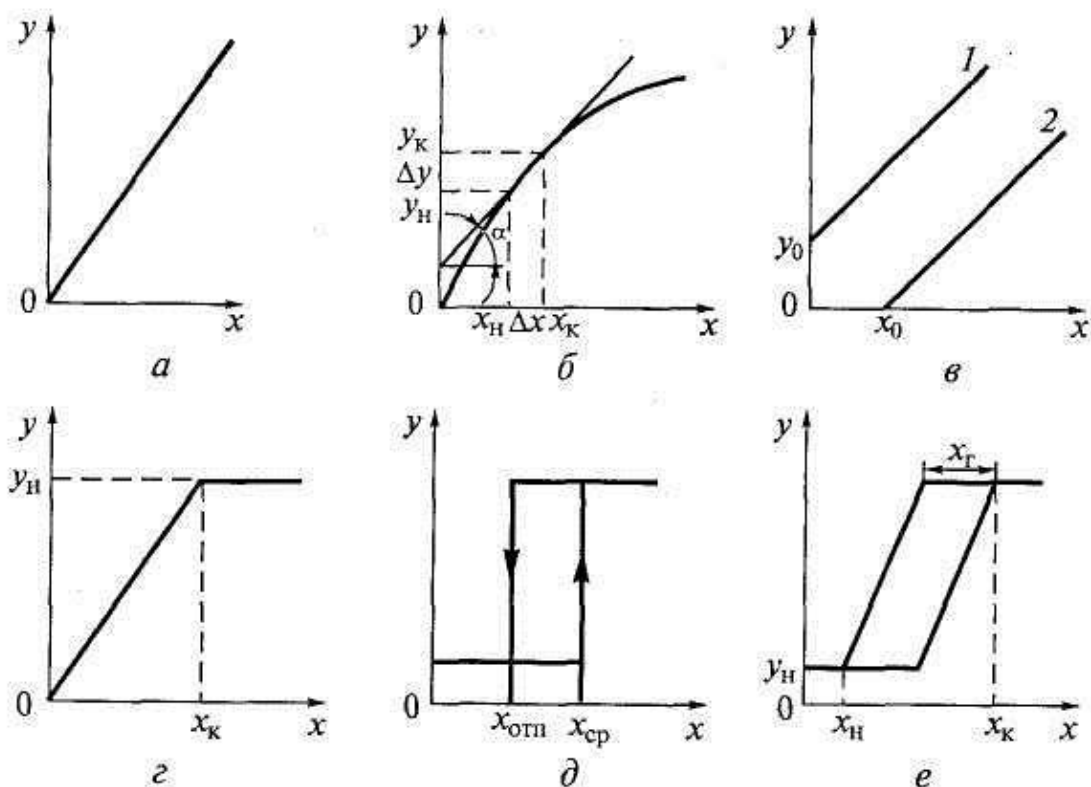 y
0
x
а
y
yк
Δy
yн
α
0
xн Δx xк
x
б
y
1
2
y0
0
x0
x
в
y
yн
0
xк
x
г
y
0
xотп
xср
x
д
y
xг
yн
0
xн
xк
x
е